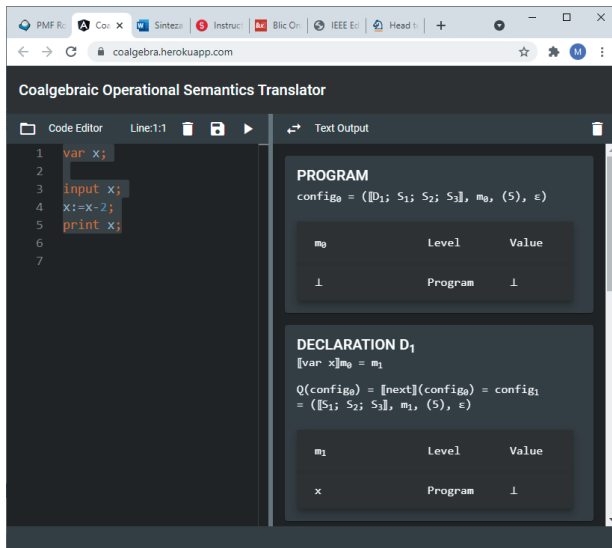 PMF Ro
Coa
Sinteza
Instruct
Blic On
IEEE Ed
Head t
coalgebra.herokuapp.com
M
Coalgebraic Operational Semantics Translator
Code Editor Line:1:1
Text Output
1 var x;
2
3 input x;
4 x:=x-2;
5 print x;
6
7
PROGRAM
config₀ = (⟦D₁; S₁; S₂; S₃⟧, m₀, (5), ε)
m₀ Level Value
⊥ Program ⊥
DECLARATION D₁
⟦var x⟧m₀ = m₁
Q(config₀) = ⟦next⟧(config₀) = config₁
= (⟦S₁; S₂; S₃⟧, m₁, (5), ε)
m₁ Level Value
x Program ⊥